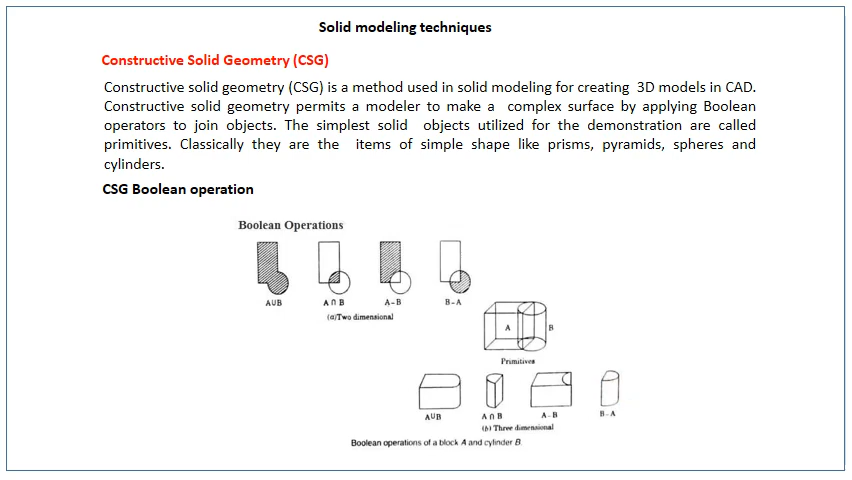 Solid modeling techniques
Constructive Solid Geometry (CSG)
Constructive solid geometry (CSG) is a method used in solid modeling for creating 3D models in CAD.
Constructive solid geometry permits a modeler to make a complex surface by applying Boolean
operators to join objects. The simplest solid objects utilized for the demonstration are called
primitives. Classically they are the items of simple shape like prisms, pyramids, spheres and
cylinders.
CSG Boolean operation
Boolean Operations
A∪B A∩B A-B B-A
(a)Two dimensional
A B
Primitives
A∪B A∩B A-B B-A
(b) Three dimensional
Boolean operations of a block A and cylinder B